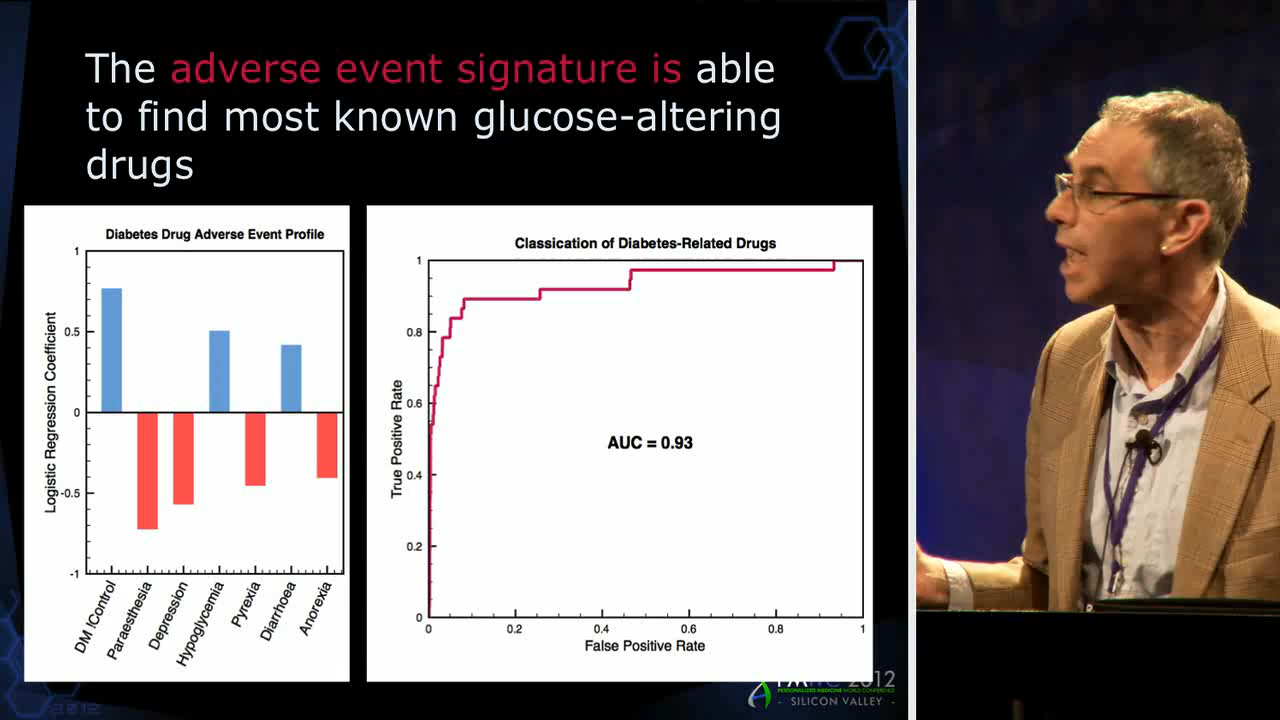 The adverse event signature is able
to find most known glucose-altering
drugs
Diabetes Drug Adverse Event Profile
1
0.5
0
-0.5
-1
Logistic Regression Coefficient
DM !Control
Paraesthesia
Depression
Hypoglycemia
Pyrexia
Diarrhoea
Anorexia
Classication of Diabetes-Related Drugs
1
0.8
0.6
0.4
0.2
0
True Positive Rate
AUC = 0.93
0
0.2
0.4
0.6
0.8
1
False Positive Rate
2012
PERSONALIZED MEDICINE WORLD CONFERENCE
- SILICON VALLEY -
2012